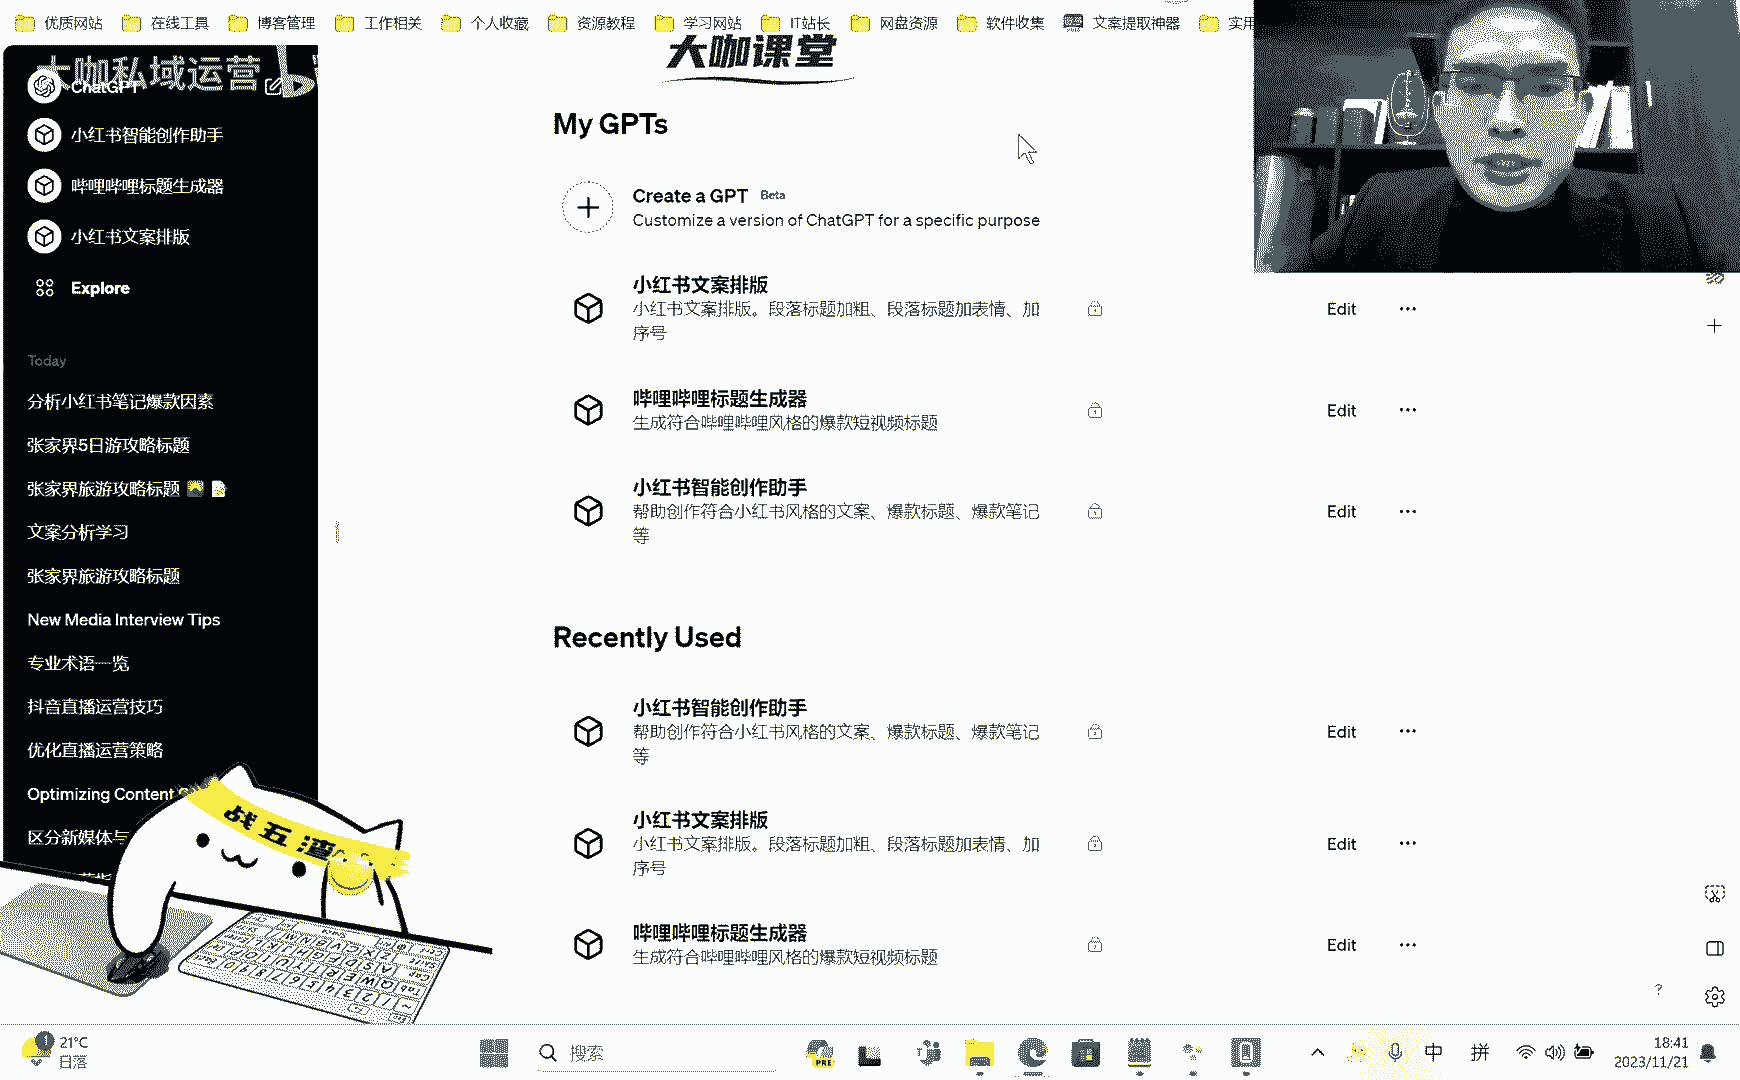 优质网站
在线工具
博客管理
工作相关
个人收藏
资源教程
学习网站
IT站长
网盘资源
软件收集
文案提取神器
实用
大咖私域运营
大咖课堂
ChatGPT
小红书智能创作助手
哔哩哔哩标题生成器
小红书文案排版
Explore
Today
分析小红书笔记爆款因素
张家界5日游攻略标题
张家界旅游攻略标题
文案分析学习
张家界旅游攻略标题
New Media Interview Tips
专业术语一览
抖音直播运营技巧
优化直播运营策略
Optimizing Content
区分新媒体与
My GPTs
Create a GPT Beta
Customize a version of ChatGPT for a specific purpose
小红书文案排版
小红书文案排版。段落标题加粗、段落标题加表情、加
序号
Edit
哔哩哔哩标题生成器
生成符合哔哩哔哩风格的爆款短视频标题
Edit
小红书智能创作助手
帮助创作符合小红书风格的文案、爆款标题、爆款笔记
等
Edit
Recently Used
小红书智能创作助手
帮助创作符合小红书风格的文案、爆款标题、爆款笔记
等
Edit
小红书文案排版
小红书文案排版。段落标题加粗、段落标题加表情、加
序号
Edit
哔哩哔哩标题生成器
生成符合哔哩哔哩风格的爆款短视频标题
Edit
战五渣
?
1
21°C
日落
搜索
PRE
中
拼
18:41
2023/11/21